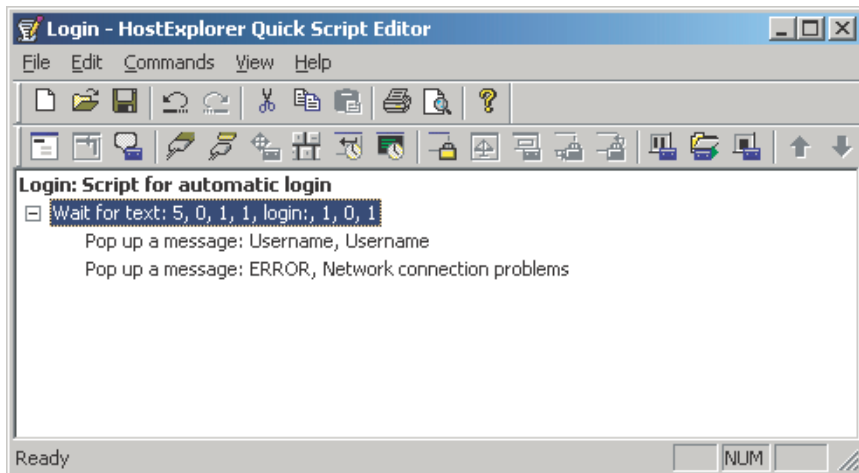 Login - HostExplorer Quick Script Editor
File Edit Commands View Help
Login: Script for automatic login
Wait for text: 5, 0, 1, 1, login:, 1, 0, 1
Pop up a message: Username, Username
Pop up a message: ERROR, Network connection problems
Ready NUM